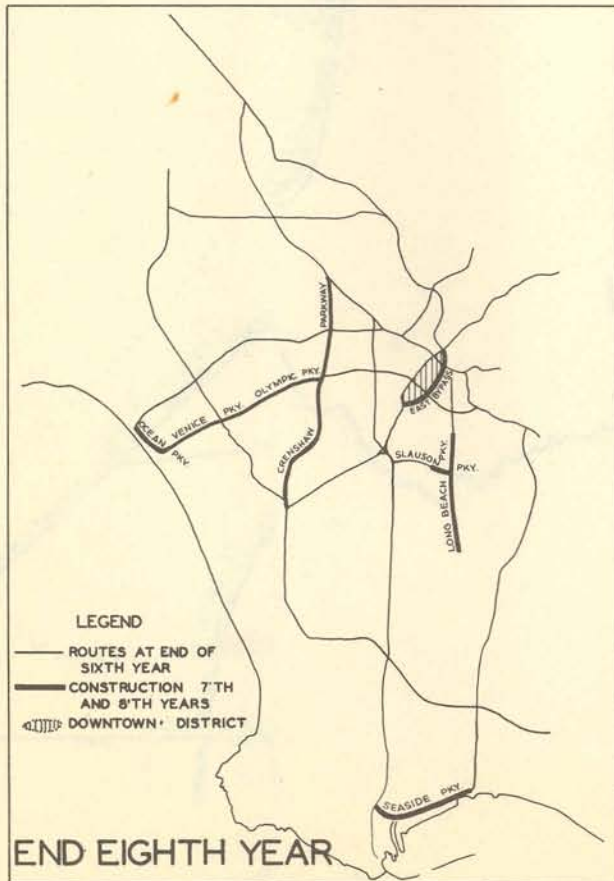 PARKWAY
OLYMPIC PKY.
VENICE PKY
OCEAN PKY.
CRENSHAW
EAST BYPASS
SLAUSON PKY.
LONG BEACH PKY.
LEGEND
ROUTES AT END OF
SIXTH YEAR
CONSTRUCTION 7'TH
AND 8'TH YEARS
DOWNTOWN DISTRICT
SEASIDE PKY.
END EIGHTH YEAR